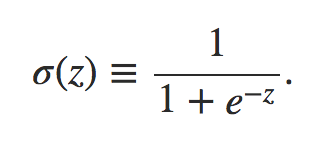 σ(z) ≡ 1 / (1 + e^{−z}).